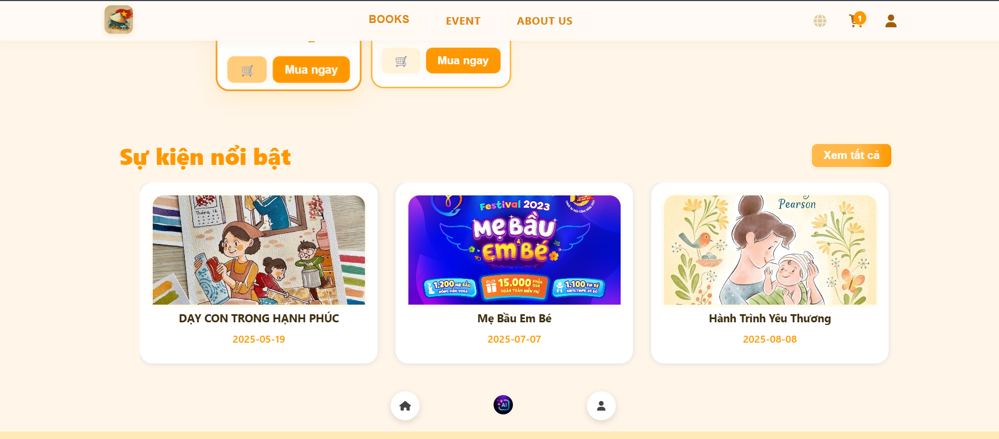 BOOKS
EVENT
ABOUT US
1
Mua ngay
Mua ngay
Sự kiện nổi bật
Xem tất cả
Tháng 12
DẠY CON TRONG HẠNH PHÚC
2025-05-19
Festival 2023
MẸ BẦU
&
EM BÉ
1.200 MẸ BẦU
ĐỒNG DIỄN YOGA
15.000 PHẦN QUÀ
HOÀN TOÀN MIỄN PHÍ
1.100 EM BÉ
KIDSLYMPIC BÉ BÒ
Mẹ Bầu Em Bé
2025-07-07
Pearson
Hành Trình Yêu Thương
2025-08-08
AI